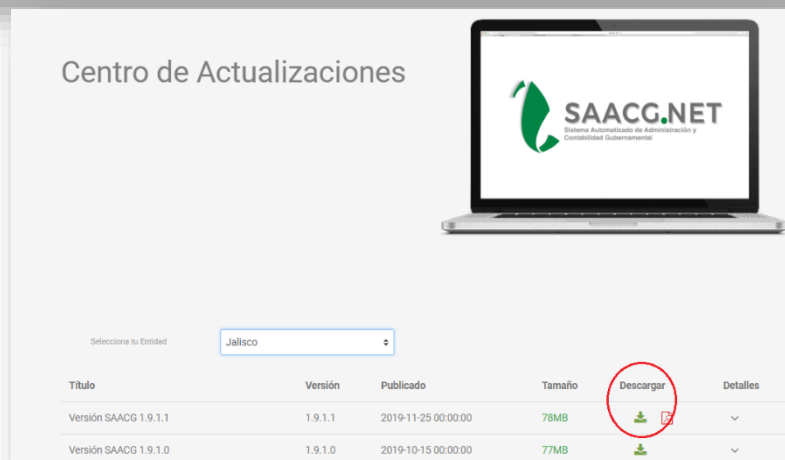 Centro de Actualizaciones
SAACG.NET
Sistema Automatizado de Administración y
Contabilidad Gubernamental
Selecciona tu Entidad
Jalisco
Título Versión Publicado Tamaño Descargar Detalles
Versión SAACG 1.9.1.1 1.9.1.1 2019-11-25 00:00:00 78MB
Versión SAACG 1.9.1.0 1.9.1.0 2019-10-15 00:00:00 77MB